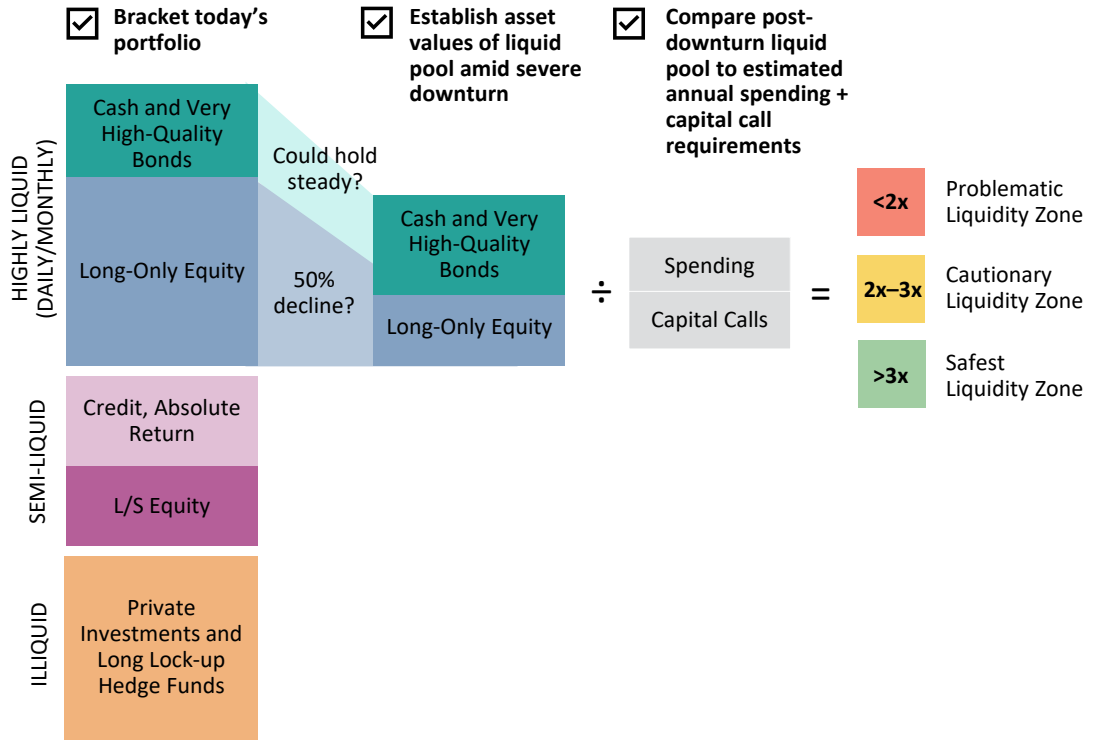 Bracket today’s
portfolio
Establish asset
values of liquid
pool amid severe
downturn
Compare post-
downturn liquid
pool to estimated
annual spending +
capital call
requirements
HIGHLY LIQUID
(DAILY/MONTHLY)
Cash and Very
High-Quality
Bonds
Long-Only Equity
Could hold
steady?
50%
decline?
Cash and Very
High-Quality
Bonds
Long-Only Equity
÷
Spending
Capital Calls
=
<2x
Problematic
Liquidity Zone
2x–3x
Cautionary
Liquidity Zone
>3x
Safest
Liquidity Zone
SEMI-LIQUID
Credit, Absolute
Return
L/S Equity
ILLIQUID
Private
Investments and
Long Lock-up
Hedge Funds